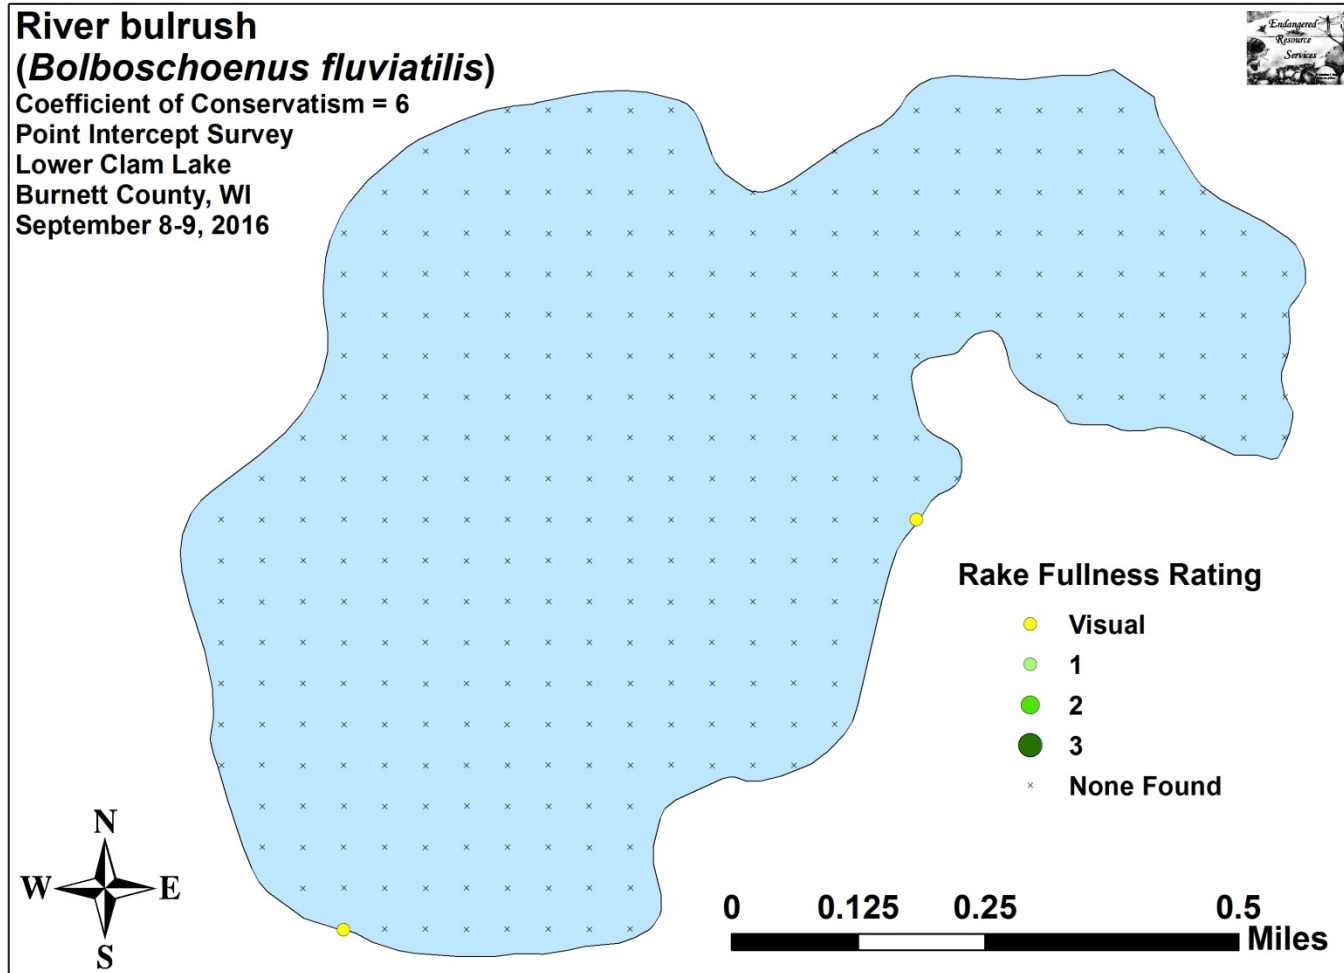 River bulrush
(Bolboschoenus fluviatilis)
Coefficient of Conservatism = 6
Point Intercept Survey
Lower Clam Lake
Burnett County, WI
September 8-9, 2016
Endangered
Resource
Services
Rake Fullness Rating
Visual
1
2
3
None Found
N
W E
S
0 0.125 0.25 0.5
Miles